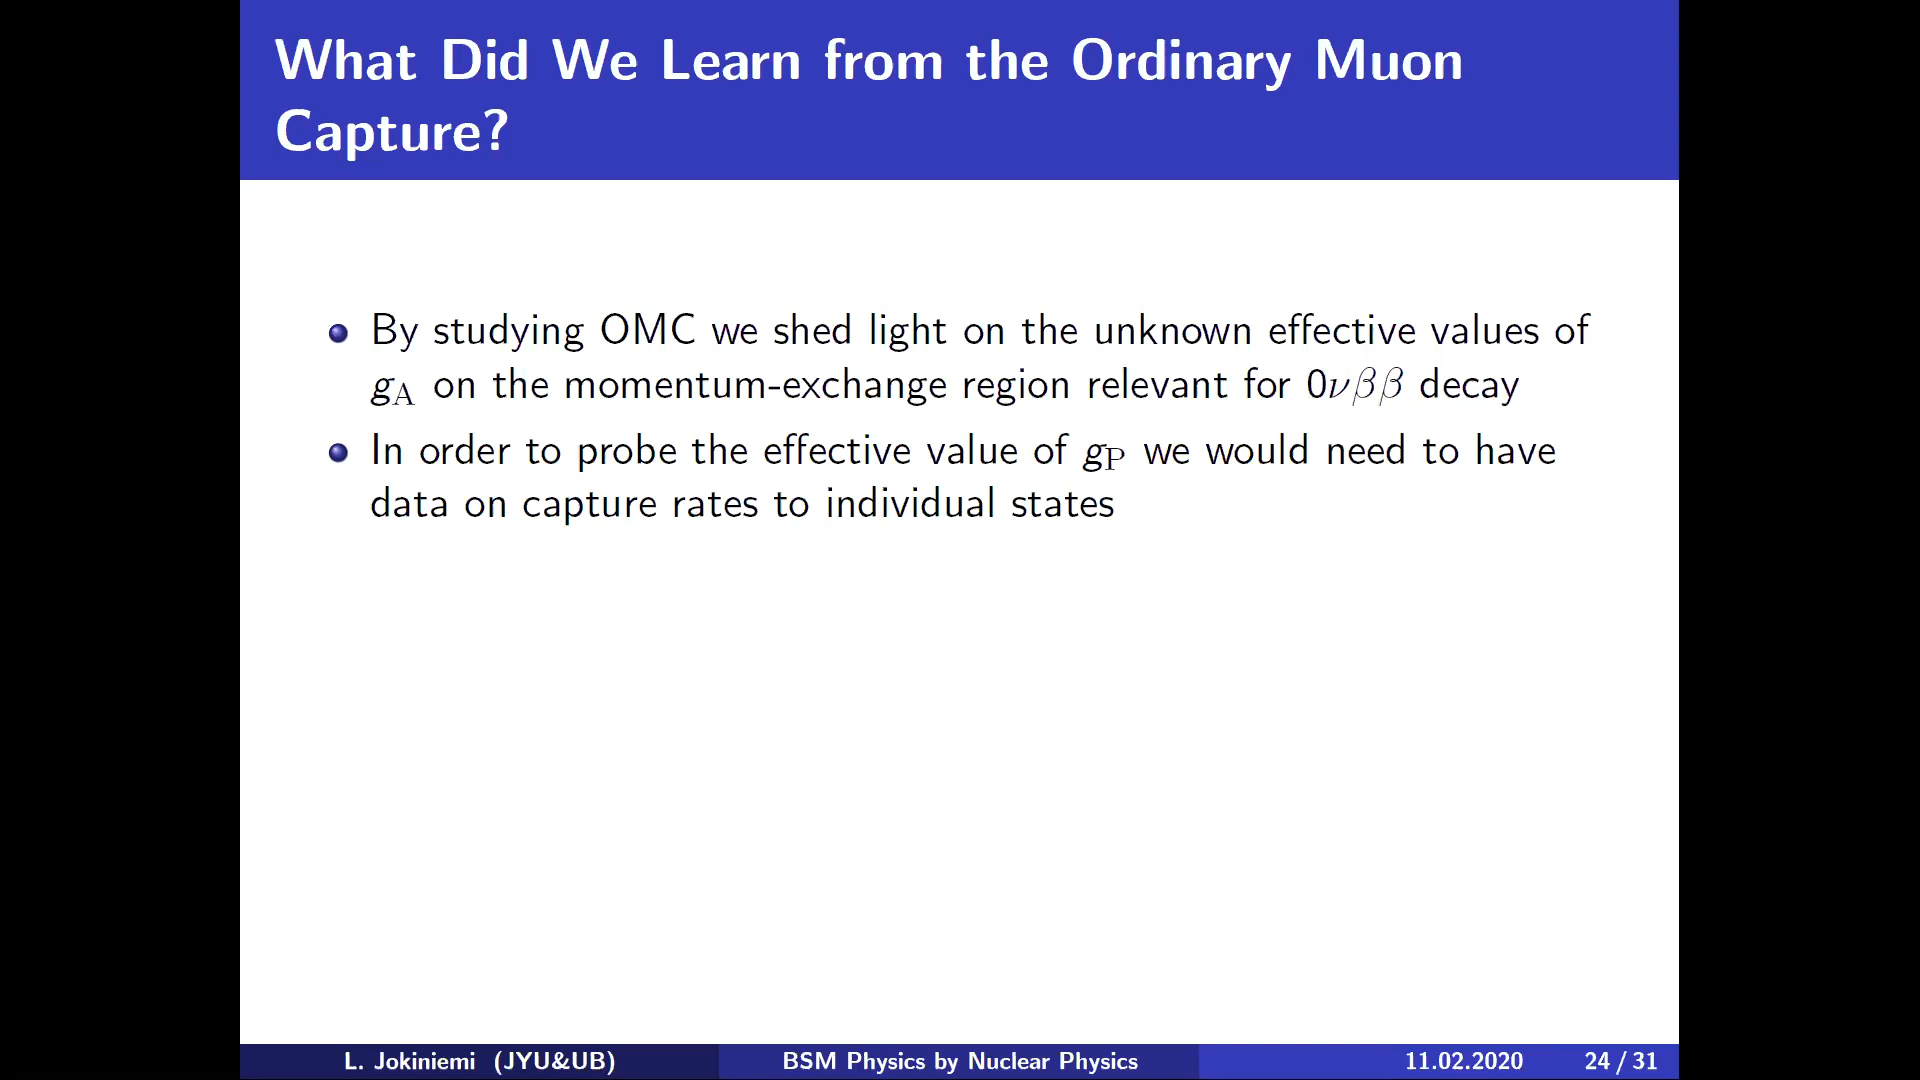 What Did We Learn from the Ordinary Muon
Capture?
By studying OMC we shed light on the unknown effective values of
g_A on the momentum-exchange region relevant for 0νββ decay
In order to probe the effective value of g_P we would need to have
data on capture rates to individual states
L. Jokiniemi (JYU&UB) BSM Physics by Nuclear Physics 11.02.2020 24 / 31